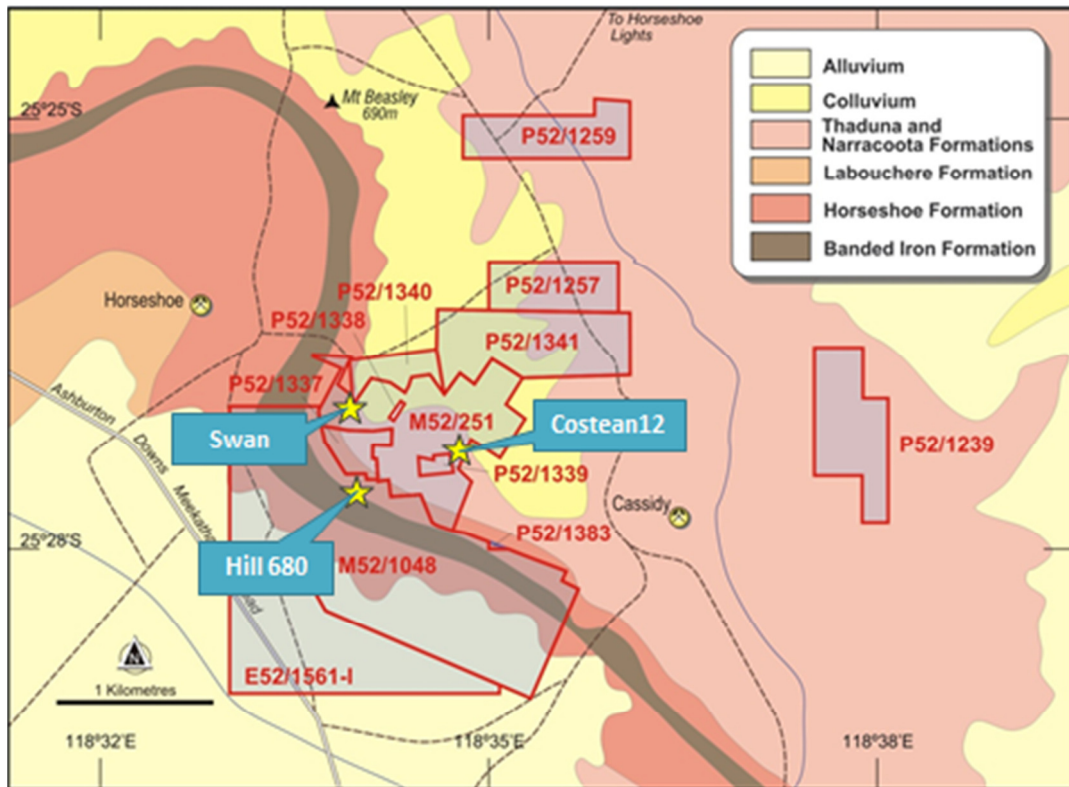 To Horseshoe
Lights
Mt Beasley
690m
25°25'S
P52/1259
Alluvium
Colluvium
Thaduna and
Narracoota Formations
Labouchere Formation
Horseshoe Formation
Banded Iron Formation
P52/1340
P52/1257
Horseshoe
P52/1338
P52/1341
P52/1337
Ashburton
Downs
Swan
M52/251
Costean12
P52/1239
P52/1339
Cassidy
25°28'S
P52/1383
Hill 680
M52/1048
N
E52/1561-I
1 Kilometres
118°32'E
118°35'E
118°38'E